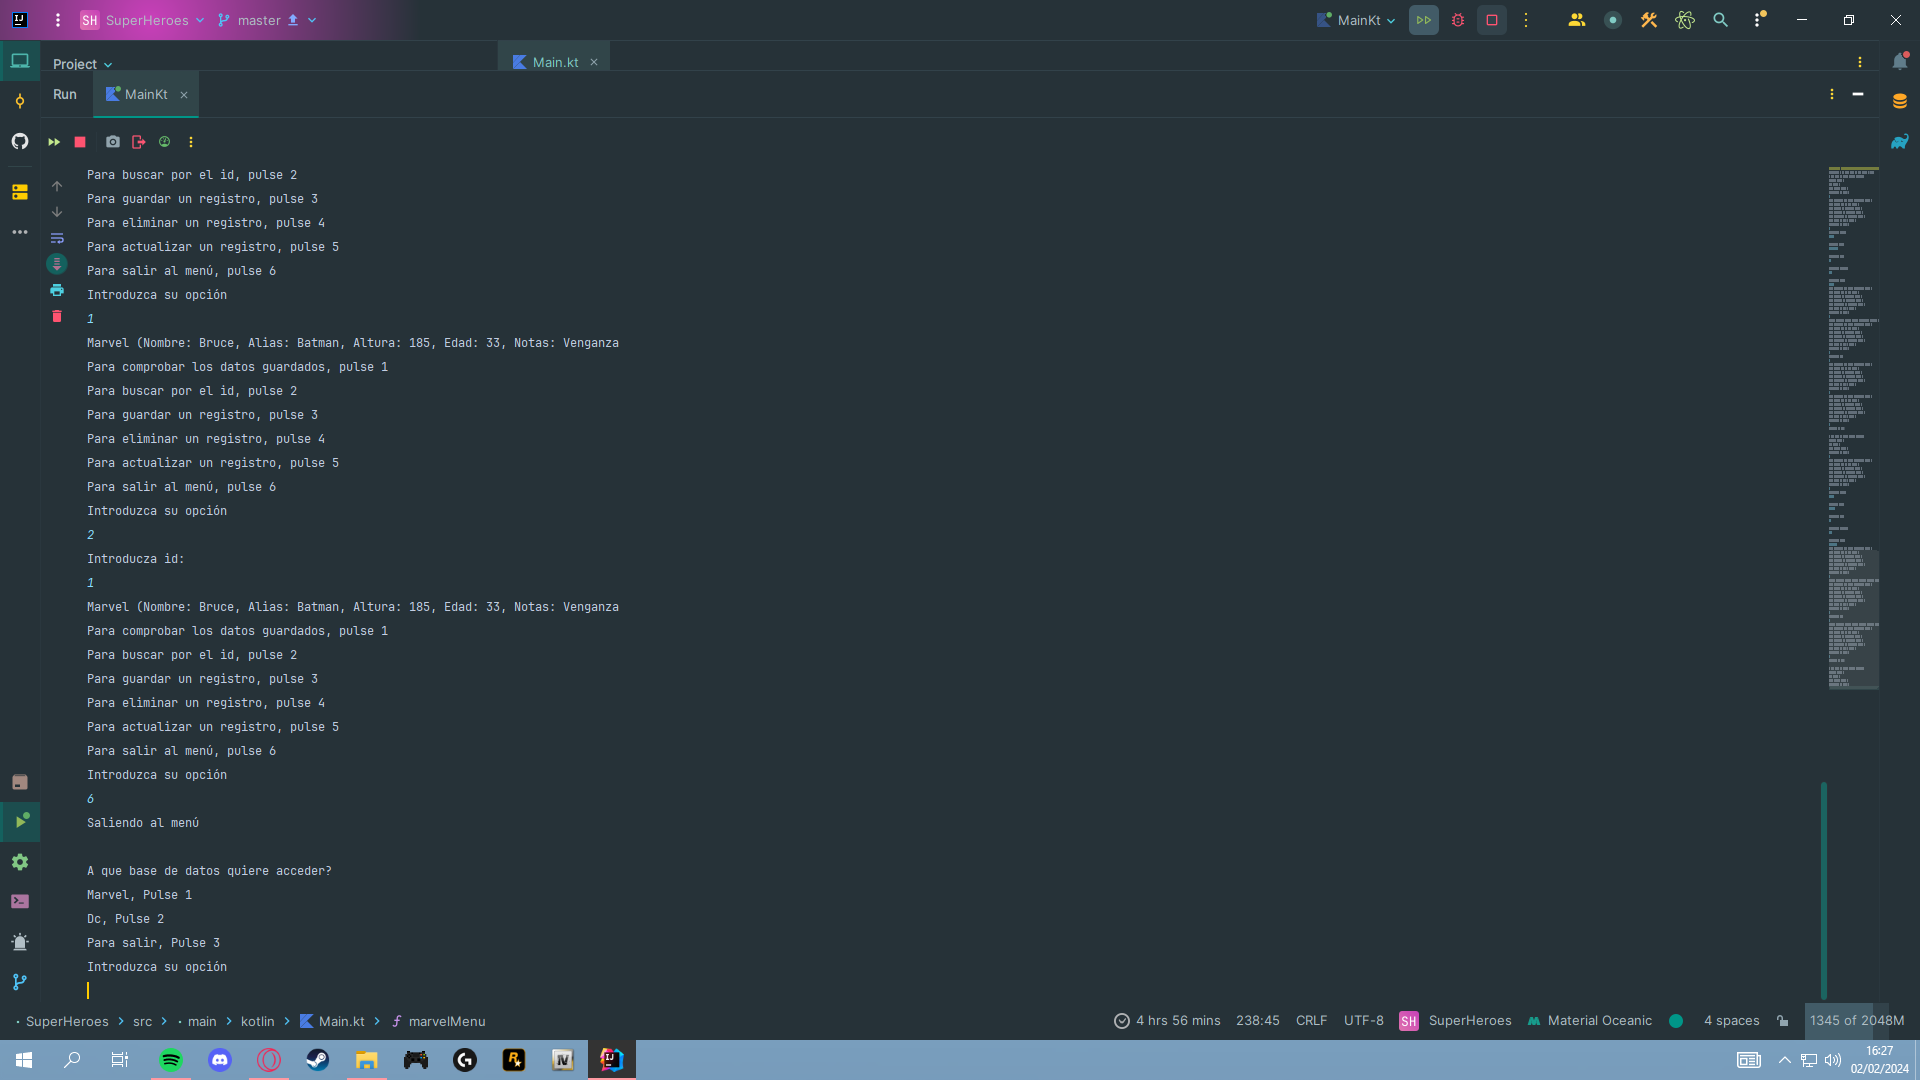 SH SuperHeroes master MainKt
Project Main.kt
Run MainKt
Para buscar por el id, pulse 2
Para guardar un registro, pulse 3
Para eliminar un registro, pulse 4
Para actualizar un registro, pulse 5
Para salir al menú, pulse 6
Introduzca su opción
1
Marvel (Nombre: Bruce, Alias: Batman, Altura: 185, Edad: 33, Notas: Venganza
Para comprobar los datos guardados, pulse 1
Para buscar por el id, pulse 2
Para guardar un registro, pulse 3
Para eliminar un registro, pulse 4
Para actualizar un registro, pulse 5
Para salir al menú, pulse 6
Introduzca su opción
2
Introducza id:
1
Marvel (Nombre: Bruce, Alias: Batman, Altura: 185, Edad: 33, Notas: Venganza
Para comprobar los datos guardados, pulse 1
Para buscar por el id, pulse 2
Para guardar un registro, pulse 3
Para eliminar un registro, pulse 4
Para actualizar un registro, pulse 5
Para salir al menú, pulse 6
Introduzca su opción
6
Saliendo al menú
A que base de datos quiere acceder?
Marvel, Pulse 1
Dc, Pulse 2
Para salir, Pulse 3
Introduzca su opción
SuperHeroes > src > main > kotlin > Main.kt > marvelMenu 4 hrs 56 mins 238:45 CRLF UTF-8 SH SuperHeroes Material Oceanic 4 spaces 1345 of 2048M
16:27
02/02/2024